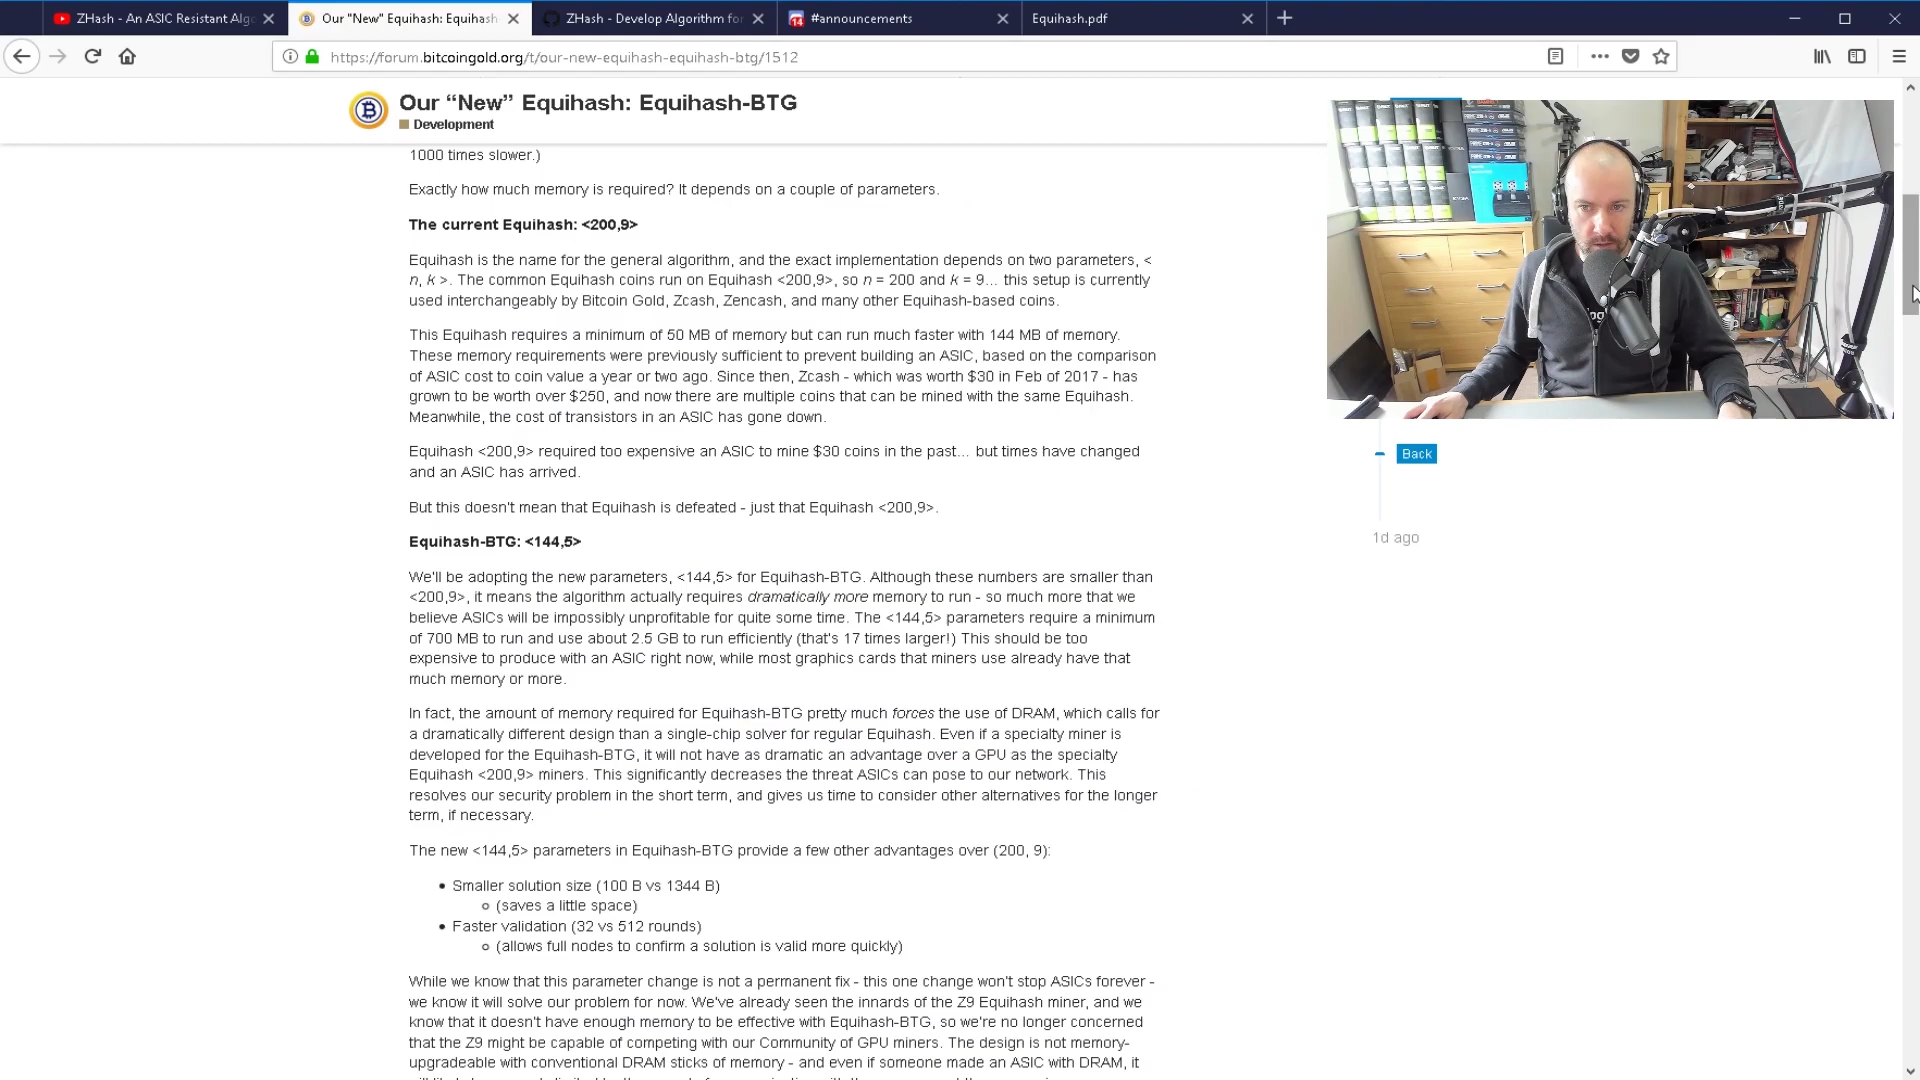 ZHash - An ASIC Resistant Algo
Our "New" Equihash: Equihash
ZHash - Develop Algorithm for
14
#announcements
Equihash.pdf
https://forum.bitcoingold.org/t/our-new-equihash-equihash-btg/1512
Our “New” Equihash: Equihash-BTG
Development
1000 times slower.)
Exactly how much memory is required? It depends on a couple of parameters.
The current Equihash: <200,9>
Equihash is the name for the general algorithm, and the exact implementation depends on two parameters, <
n, k >. The common Equihash coins run on Equihash <200,9>, so n = 200 and k = 9... this setup is currently
used interchangeably by Bitcoin Gold, Zcash, Zencash, and many other Equihash-based coins.
This Equihash requires a minimum of 50 MB of memory but can run much faster with 144 MB of memory.
These memory requirements were previously sufficient to prevent building an ASIC, based on the comparison
of ASIC cost to coin value a year or two ago. Since then, Zcash - which was worth $30 in Feb of 2017 - has
grown to be worth over $250, and now there are multiple coins that can be mined with the same Equihash.
Meanwhile, the cost of transistors in an ASIC has gone down.
Equihash <200,9> required too expensive an ASIC to mine $30 coins in the past... but times have changed
and an ASIC has arrived.
But this doesn't mean that Equihash is defeated - just that Equihash <200,9>.
Equihash-BTG: <144,5>
We'll be adopting the new parameters, <144,5> for Equihash-BTG. Although these numbers are smaller than
<200,9>, it means the algorithm actually requires dramatically more memory to run - so much more that we
believe ASICs will be impossibly unprofitable for quite some time. The <144,5> parameters require a minimum
of 700 MB to run and use about 2.5 GB to run efficiently (that's 17 times larger!) This should be too
expensive to produce with an ASIC right now, while most graphics cards that miners use already have that
much memory or more.
In fact, the amount of memory required for Equihash-BTG pretty much forces the use of DRAM, which calls for
a dramatically different design than a single-chip solver for regular Equihash. Even if a specialty miner is
developed for the Equihash-BTG, it will not have as dramatic an advantage over a GPU as the specialty
Equihash <200,9> miners. This significantly decreases the threat ASICs can pose to our network. This
resolves our security problem in the short term, and gives us time to consider other alternatives for the longer
term, if necessary.
The new <144,5> parameters in Equihash-BTG provide a few other advantages over (200, 9):
• Smaller solution size (100 B vs 1344 B)
○ (saves a little space)
• Faster validation (32 vs 512 rounds)
○ (allows full nodes to confirm a solution is valid more quickly)
While we know that this parameter change is not a permanent fix - this one change won't stop ASICs forever -
we know it will solve our problem for now. We've already seen the innards of the Z9 Equihash miner, and we
know that it doesn't have enough memory to be effective with Equihash-BTG, so we're no longer concerned
that the Z9 might be capable of competing with our Community of GPU miners. The design is not memory-
upgradeable with conventional DRAM sticks of memory - and even if someone made an ASIC with DRAM, it
Back
1d ago